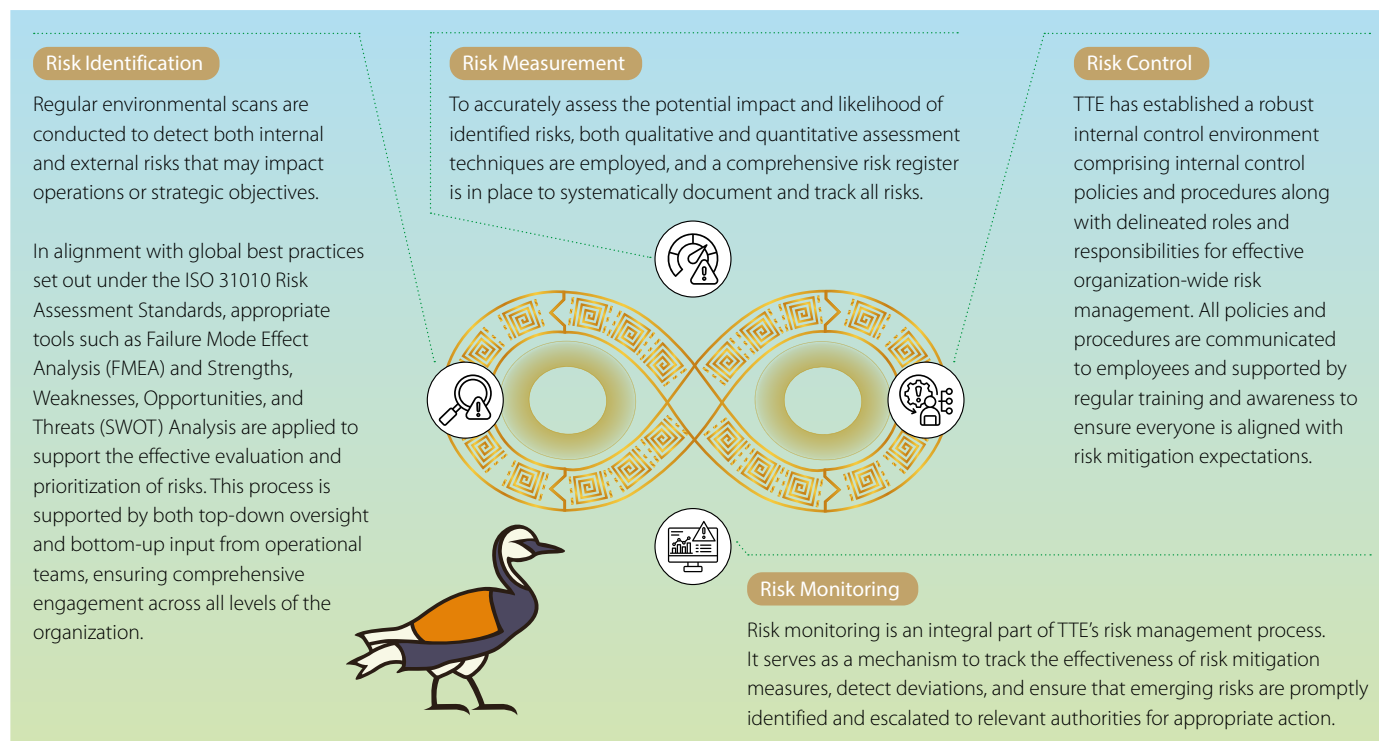 Risk Identification
Regular environmental scans are
conducted to detect both internal
and external risks that may impact
operations or strategic objectives.
In alignment with global best practices
set out under the ISO 31010 Risk
Assessment Standards, appropriate
tools such as Failure Mode Effect
Analysis (FMEA) and Strengths,
Weaknesses, Opportunities, and
Threats (SWOT) Analysis are applied to
support the effective evaluation and
prioritization of risks. This process is
supported by both top-down oversight
and bottom-up input from operational
teams, ensuring comprehensive
engagement across all levels of the
organization.
Risk Measurement
To accurately assess the potential impact and likelihood of
identified risks, both qualitative and quantitative assessment
techniques are employed, and a comprehensive risk register
is in place to systematically document and track all risks.
Risk Control
TTE has established a robust
internal control environment
comprising internal control
policies and procedures along
with delineated roles and
responsibilities for effective
organization-wide risk
management. All policies and
procedures are communicated
to employees and supported by
regular training and awareness to
ensure everyone is aligned with
risk mitigation expectations.
Risk Monitoring
Risk monitoring is an integral part of TTE's risk management process.
It serves as a mechanism to track the effectiveness of risk mitigation
measures, detect deviations, and ensure that emerging risks are promptly
identified and escalated to relevant authorities for appropriate action.